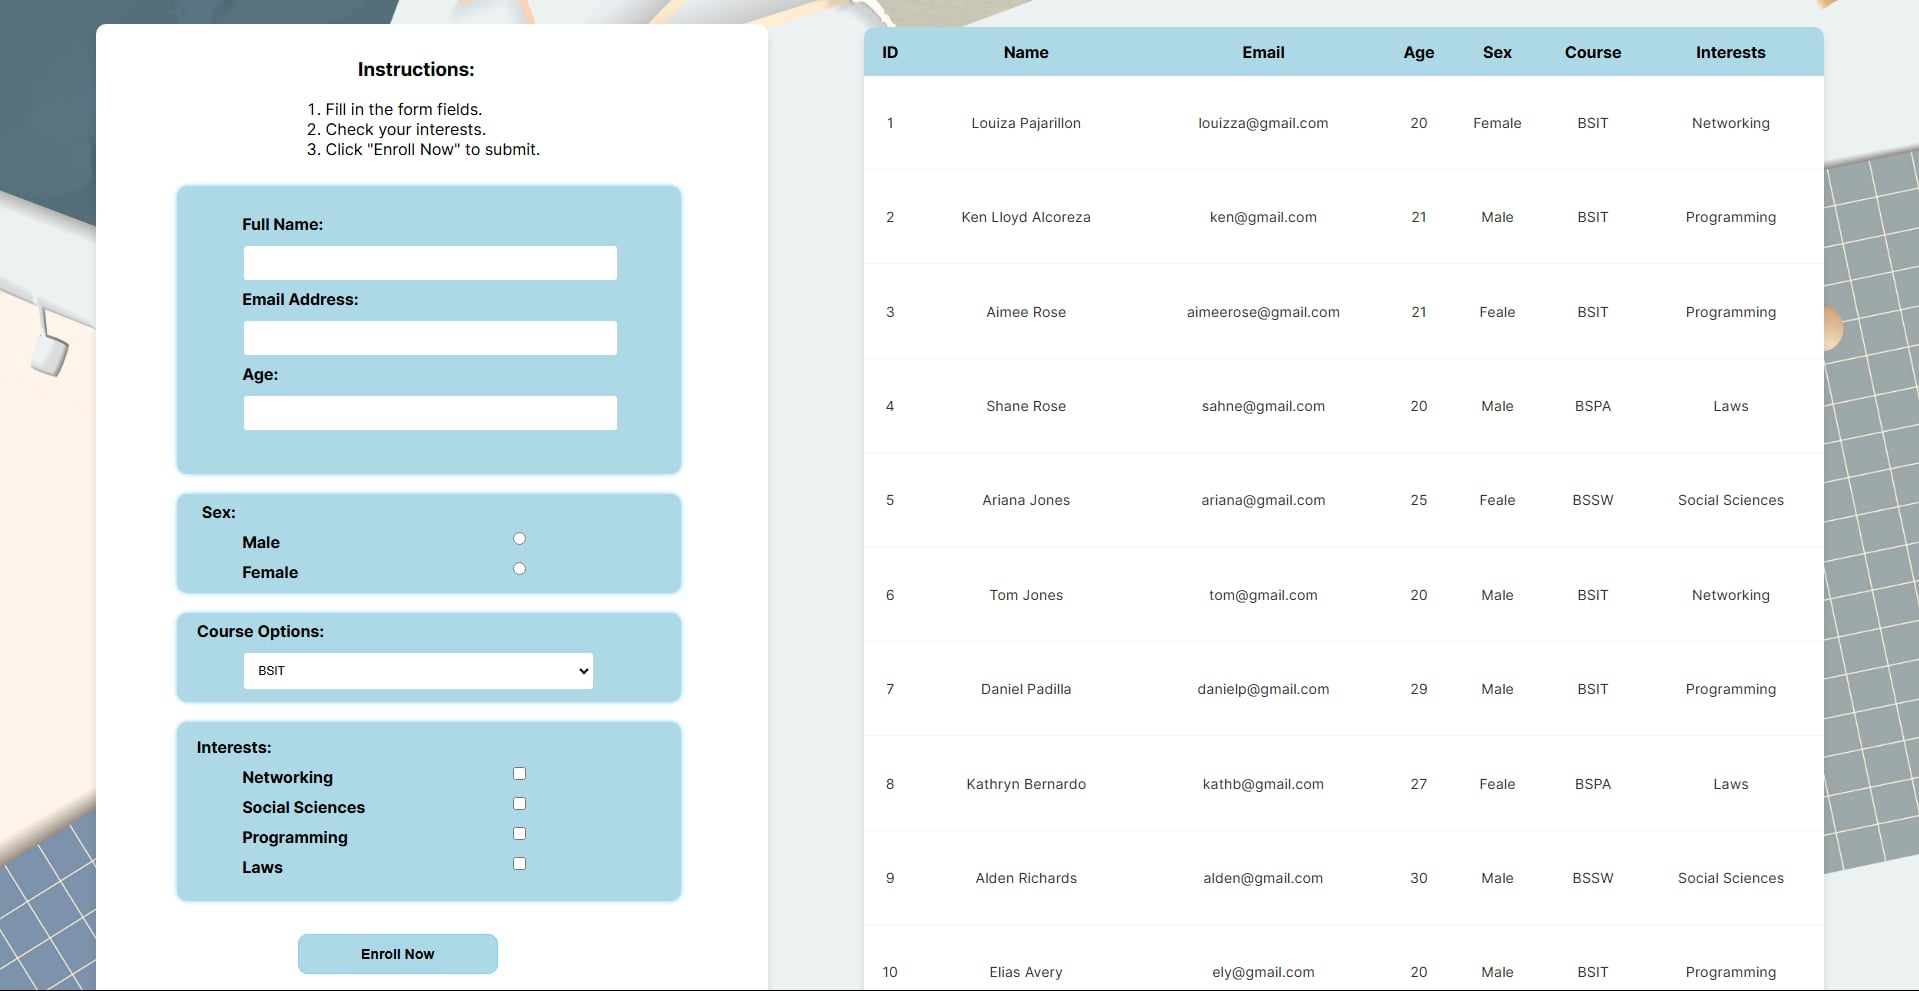 Instructions:
1. Fill in the form fields.
2. Check your interests.
3. Click "Enroll Now" to submit.
Full Name:
Email Address:
Age:
Sex:
Male
Female
Course Options:
BSIT
Interests:
Networking
Social Sciences
Programming
Laws
Enroll Now
ID Name Email Age Sex Course Interests
1 Louiza Pajarillon louizza@gmail.com 20 Female BSIT Networking
2 Ken Lloyd Alcoreza ken@gmail.com 21 Male BSIT Programming
3 Aimee Rose aimeerose@gmail.com 21 Feale BSIT Programming
4 Shane Rose sahne@gmail.com 20 Male BSPA Laws
5 Ariana Jones ariana@gmail.com 25 Feale BSSW Social Sciences
6 Tom Jones tom@gmail.com 20 Male BSIT Networking
7 Daniel Padilla danielp@gmail.com 29 Male BSIT Programming
8 Kathryn Bernardo kathb@gmail.com 27 Feale BSPA Laws
9 Alden Richards alden@gmail.com 30 Male BSSW Social Sciences
10 Elias Avery ely@gmail.com 20 Male BSIT Programming